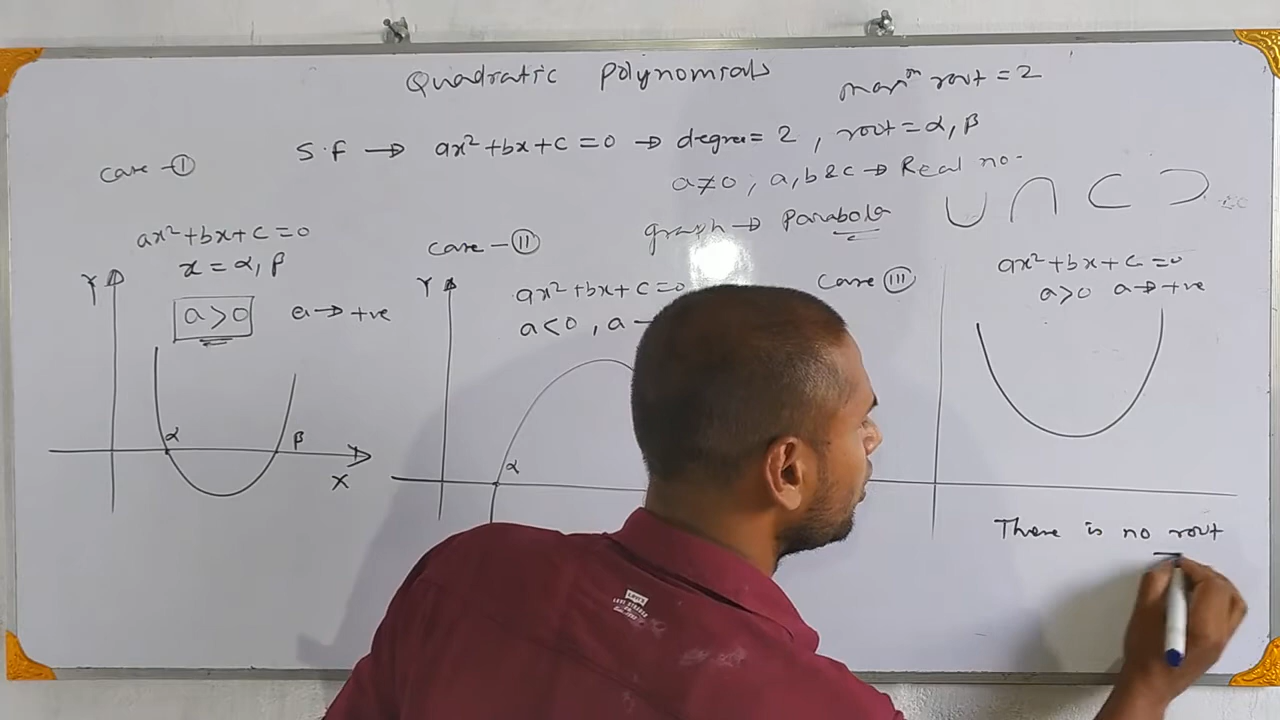 Quadratic Polynomials
maxm root = 2
S.F → ax²+bx+c = 0 → degree = 2 , root = α, β
a≠0 ; a, b & c → Real no.
graph → Parabola
case - I
ax²+bx+c = 0
x = α, β
a > 0 a → +ve
Y
α
β
X
case - II
ax²+bx+c = 0
a < 0 , a →
Y
α
case III
ax²+bx+c = 0
a > 0 a → +ve
There is no root